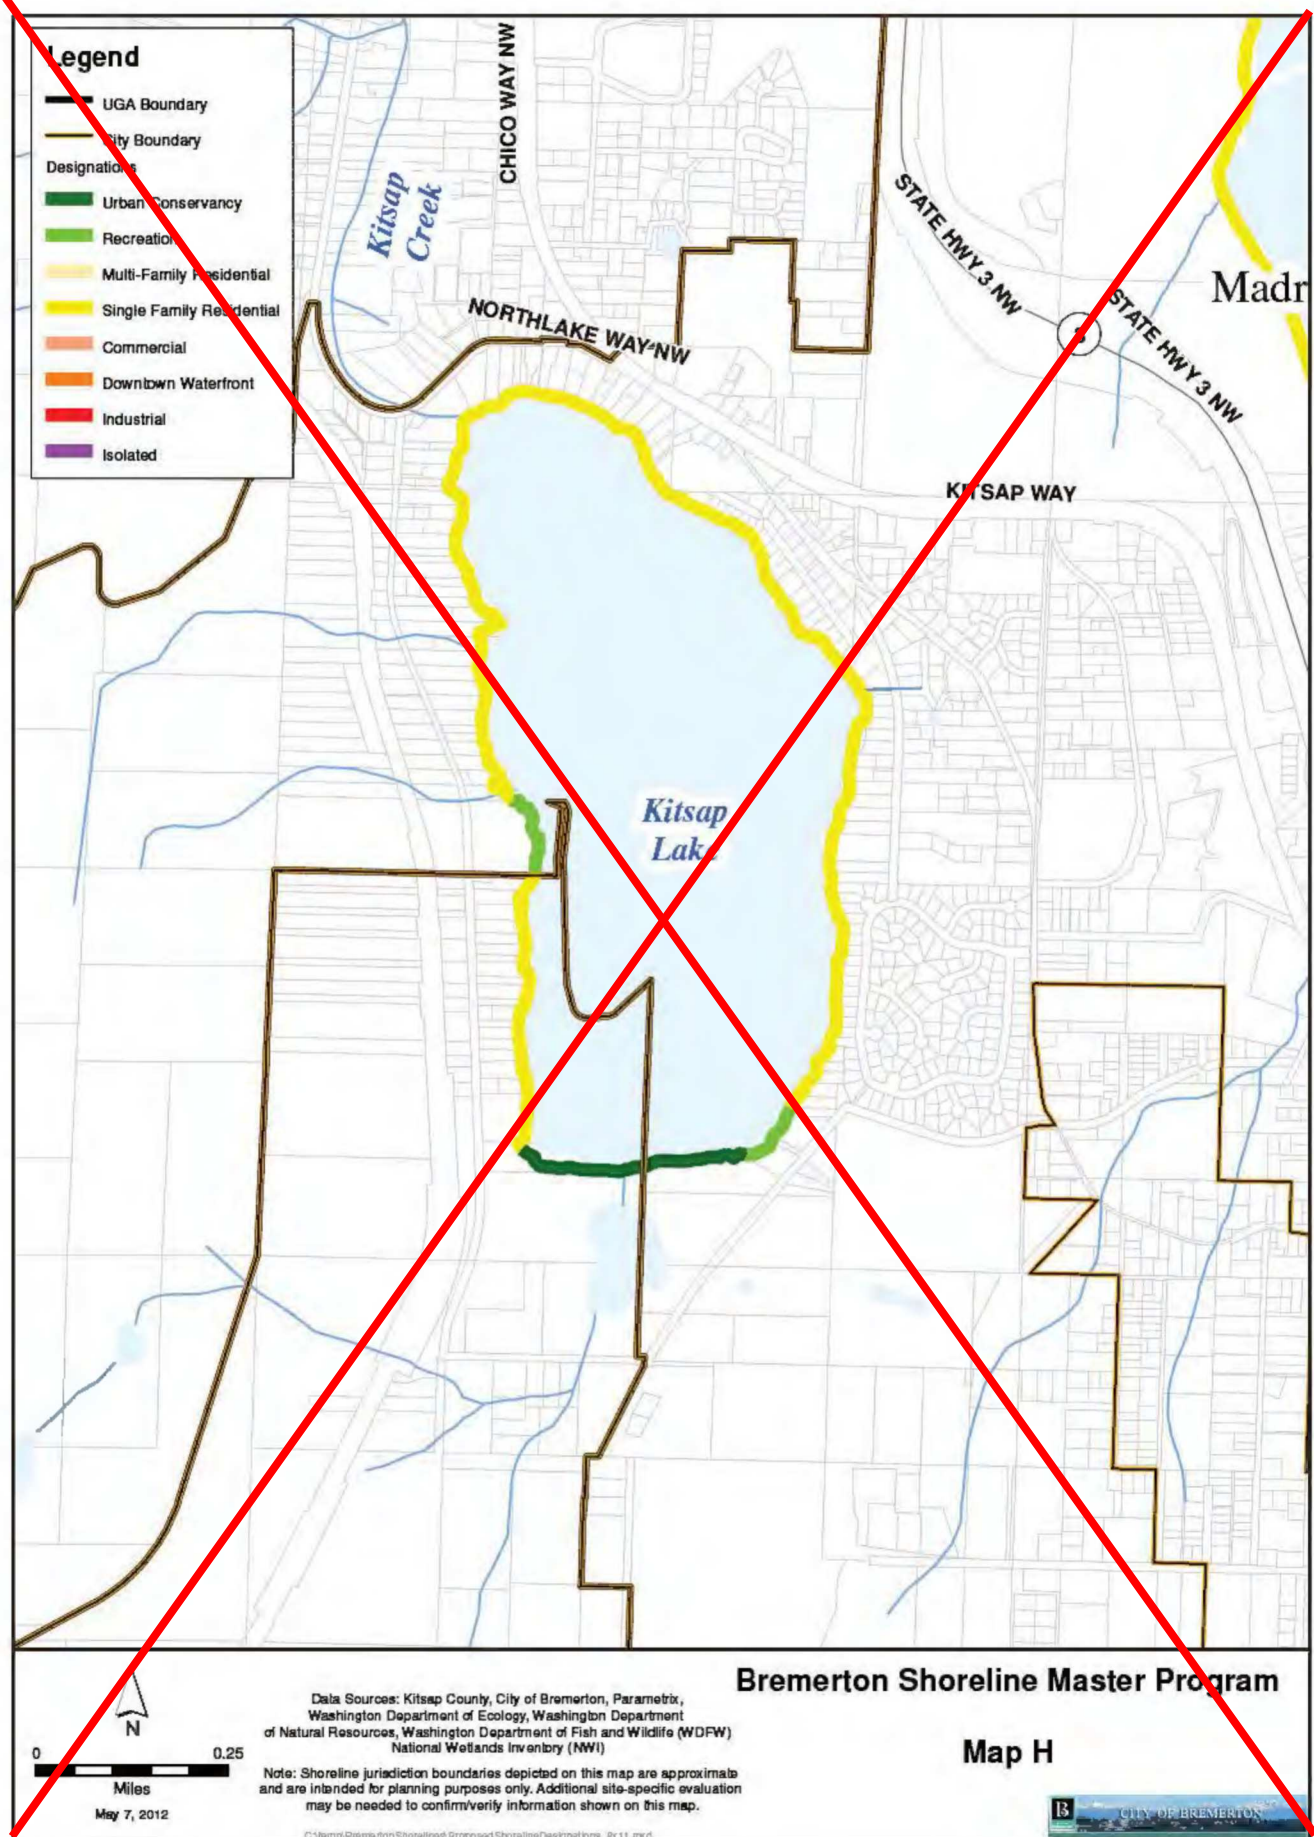 Legend
UGA Boundary
City Boundary
Designations
Urban Conservancy
Recreation
Multi-Family Residential
Single Family Residential
Commercial
Downtown Waterfront
Industrial
Isolated
CHICO WAY NW
Kitsap
Creek
NORTHLAKE WAY NW
STATE HWY 3 NW
3
STATE HWY 3 NW
Madr
KITSAP WAY
Kitsap
Lake
N
0 0.25
Miles
May 7, 2012
Data Sources: Kitsap County, City of Bremerton, Parametrix,
Washington Department of Ecology, Washington Department
of Natural Resources, Washington Department of Fish and Wildlife (WDFW)
National Wetlands Inventory (NWI)
Note: Shoreline jurisdiction boundaries depicted on this map are approximate
and are intended for planning purposes only. Additional site-specific evaluation
may be needed to confirm/verify information shown on this map.
Bremerton Shoreline Master Program
Map H
B
CITY OF BREMERTON